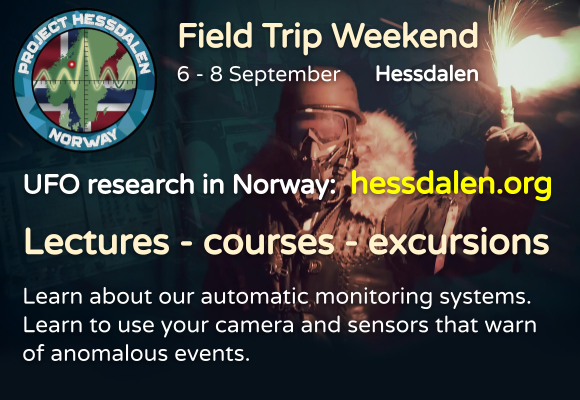 PROJECT HESSDALEN
NORWAY
Field Trip Weekend
6 - 8 September Hessdalen
UFO research in Norway: hessdalen.org
Lectures - courses - excursions
Learn about our automatic monitoring systems.
Learn to use your camera and sensors that warn
of anomalous events.